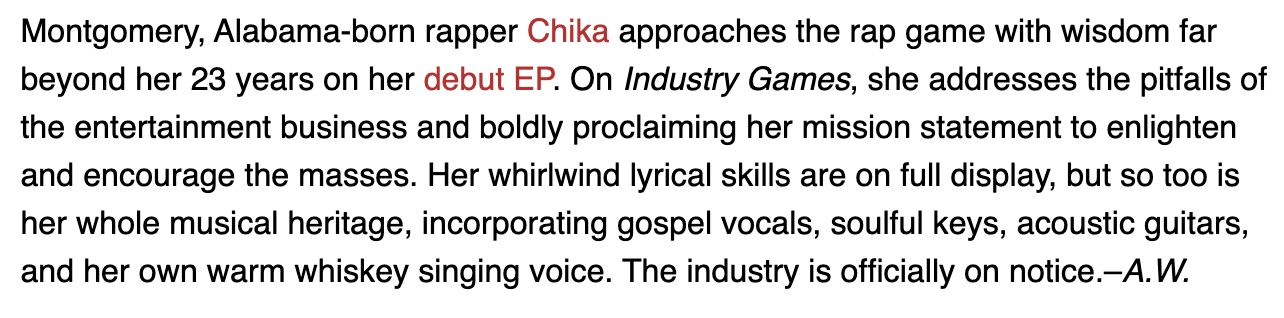 Montgomery, Alabama-born rapper Chika approaches the rap game with wisdom far
beyond her 23 years on her debut EP. On Industry Games, she addresses the pitfalls of
the entertainment business and boldly proclaiming her mission statement to enlighten
and encourage the masses. Her whirlwind lyrical skills are on full display, but so too is
her whole musical heritage, incorporating gospel vocals, soulful keys, acoustic guitars,
and her own warm whiskey singing voice. The industry is officially on notice.–A.W.